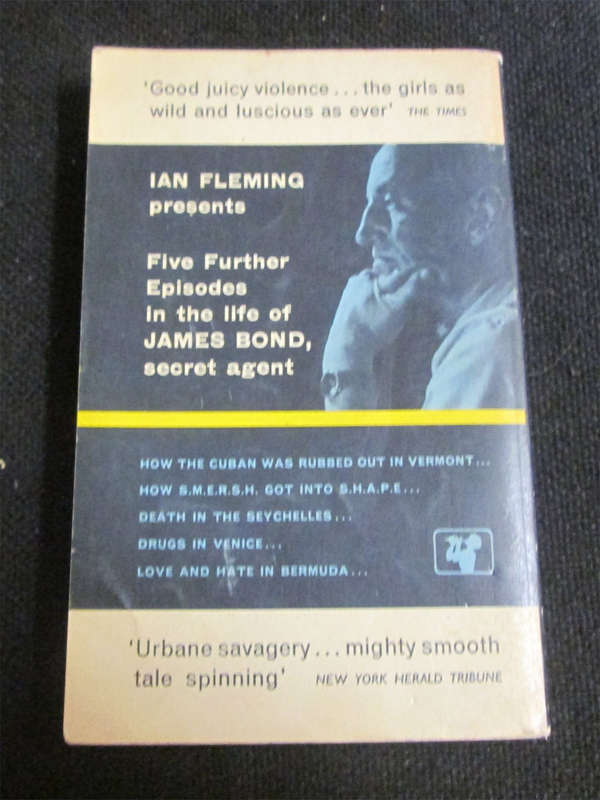 'Good juicy violence... the girls as
wild and luscious as ever' THE TIMES
IAN FLEMING
presents
Five Further
Episodes
in the life of
JAMES BOND,
secret agent
HOW THE CUBAN WAS RUBBED OUT IN VERMONT...
HOW S.M.E.R.S.H. GOT INTO S.H.A.P.E...
DEATH IN THE SEYCHELLES...
DRUGS IN VENICE...
LOVE AND HATE IN BERMUDA...
'Urbane savagery... mighty smooth
tale spinning' NEW YORK HERALD TRIBUNE